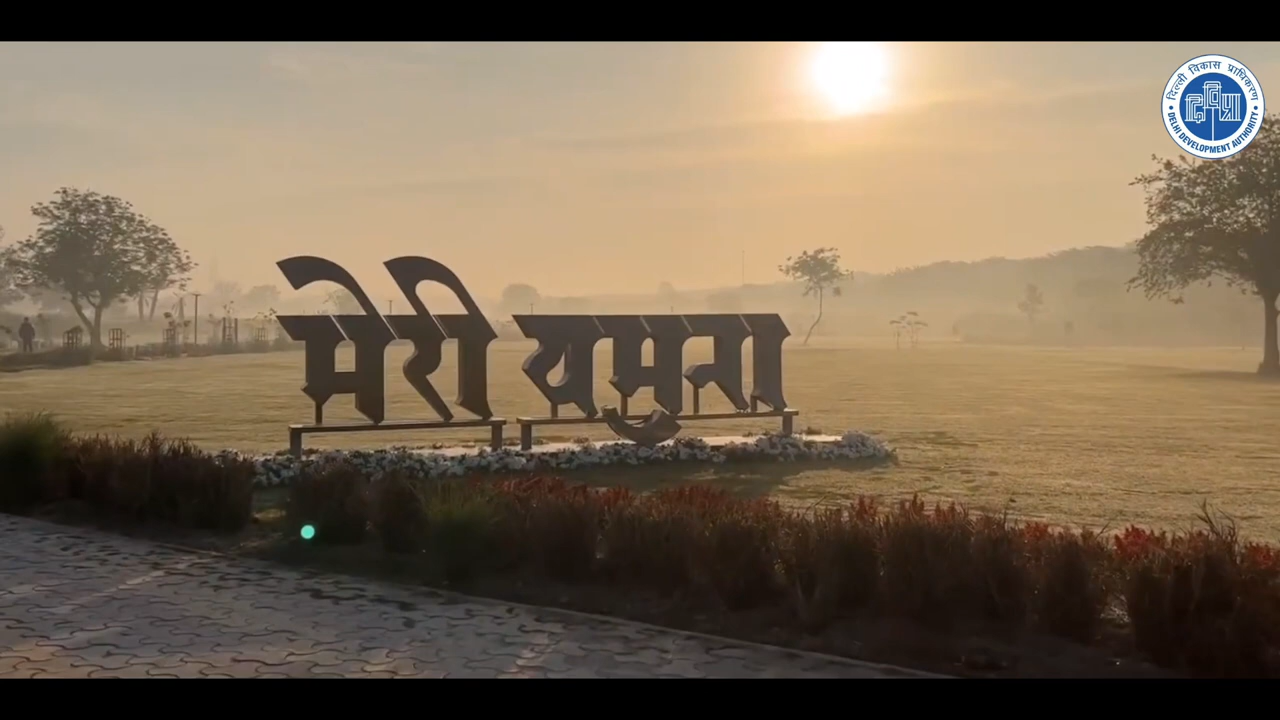 दिल्ली विकास प्राधिकरण
दिविप्रा
DELHI DEVELOPMENT AUTHORITY
मेरी यमुना